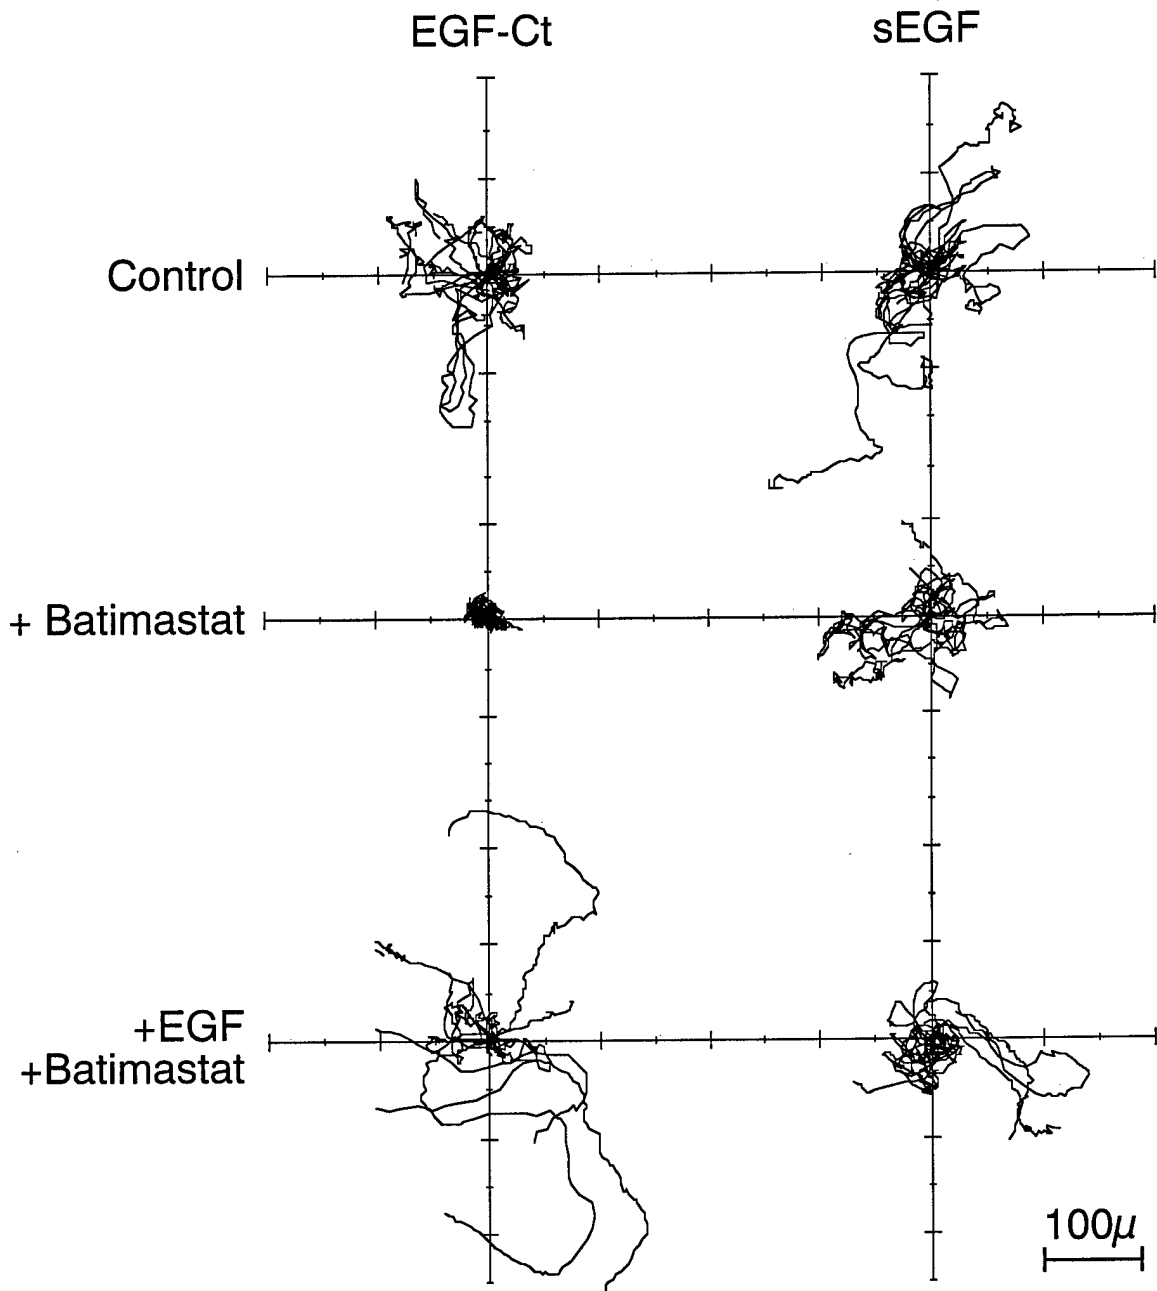 EGF-Ct
sEGF
Control
+ Batimastat
+EGF
+Batimastat
100μ